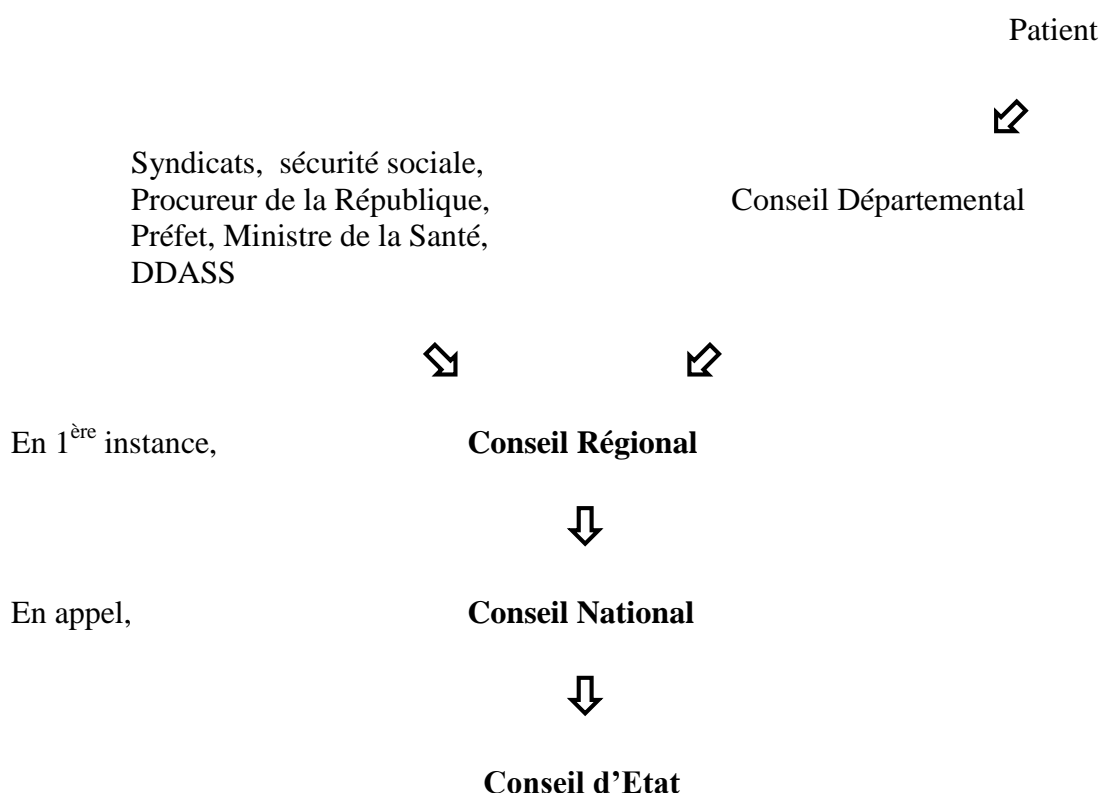 Patient
Syndicats, sécurité sociale,
Procureur de la République,
Préfet, Ministre de la Santé,
DDASS
Conseil Départemental
En 1ère instance,
Conseil Régional
En appel,
Conseil National
Conseil d'Etat